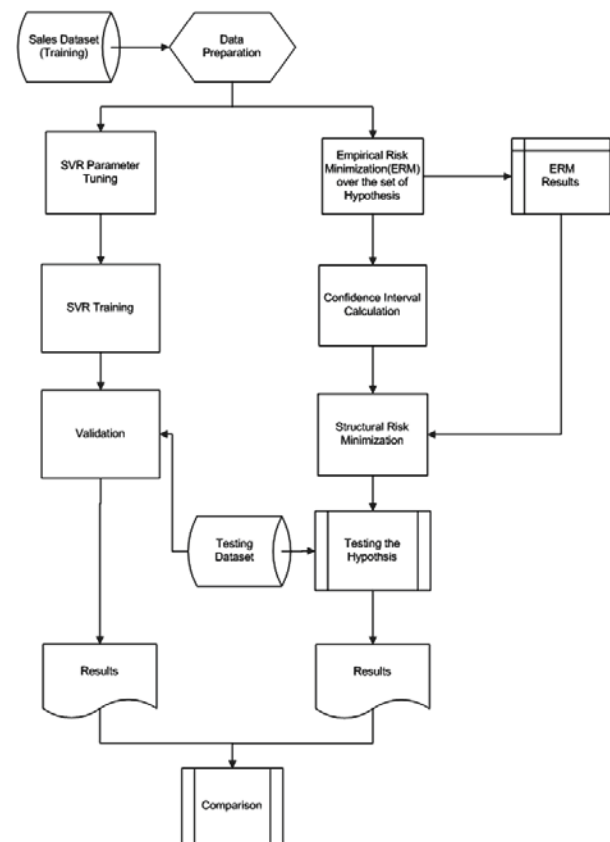 Sales Dataset
(Training)
Data
Preparation
SVR Parameter
Tuning
Empirical Risk
Minimization(ERM)
over the set of
Hypothesis
ERM
Results
SVR Training
Confidence Interval
Calculation
Validation
Structural Risk
Minimization
Testing
Dataset
Testing the
Hypothsis
Results
Results
Comparison